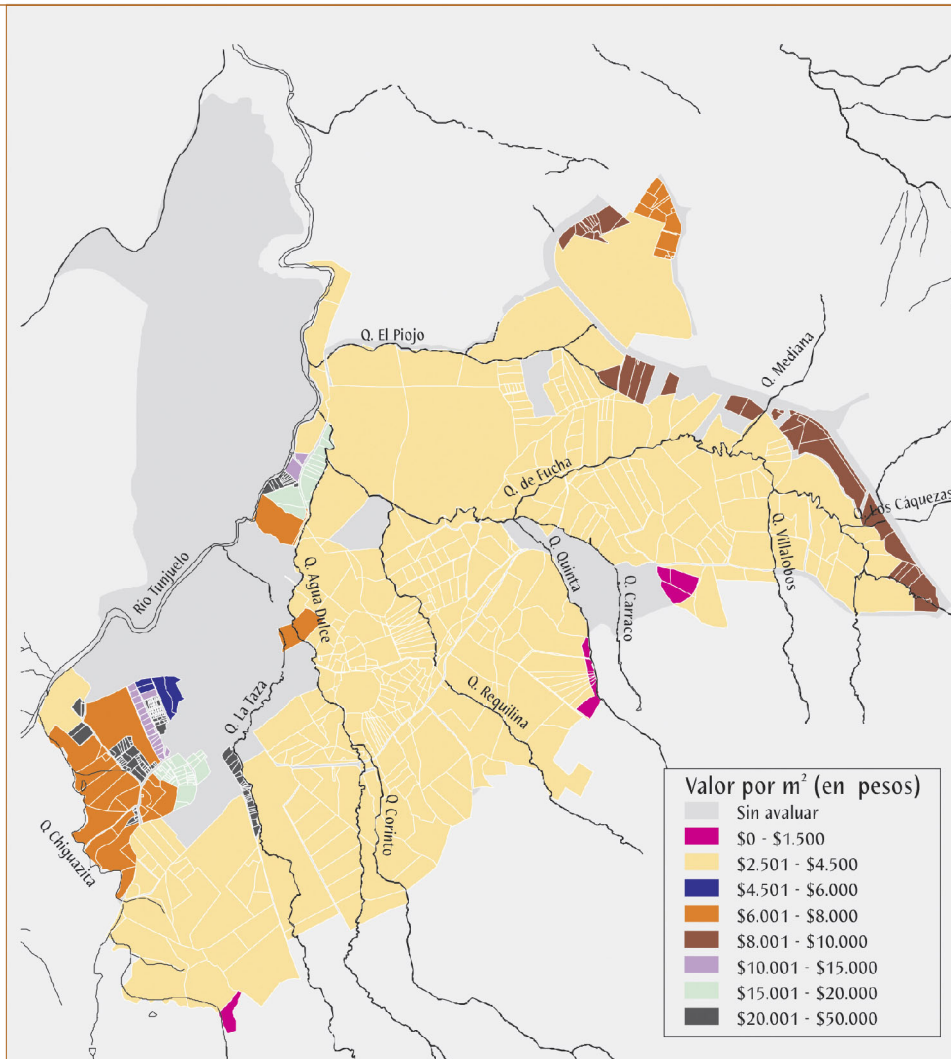 Q. El Piojo
Q. Mediana
Q. de Fucha
Q. Los Cáquezas
Q. Villalobos
Q. Quinta
Q. Carraco
Río Tunjuelo
Q. Agua Dulce
Q. La Taza
Q. Requilina
Q. Corinto
Q. Chiguazita
Valor por m² (en pesos)
Sin avaluar
$0 - $1.500
$2.501 - $4.500
$4.501 - $6.000
$6.001 - $8.000
$8.001 - $10.000
$10.001 - $15.000
$15.001 - $20.000
$20.001 - $50.000